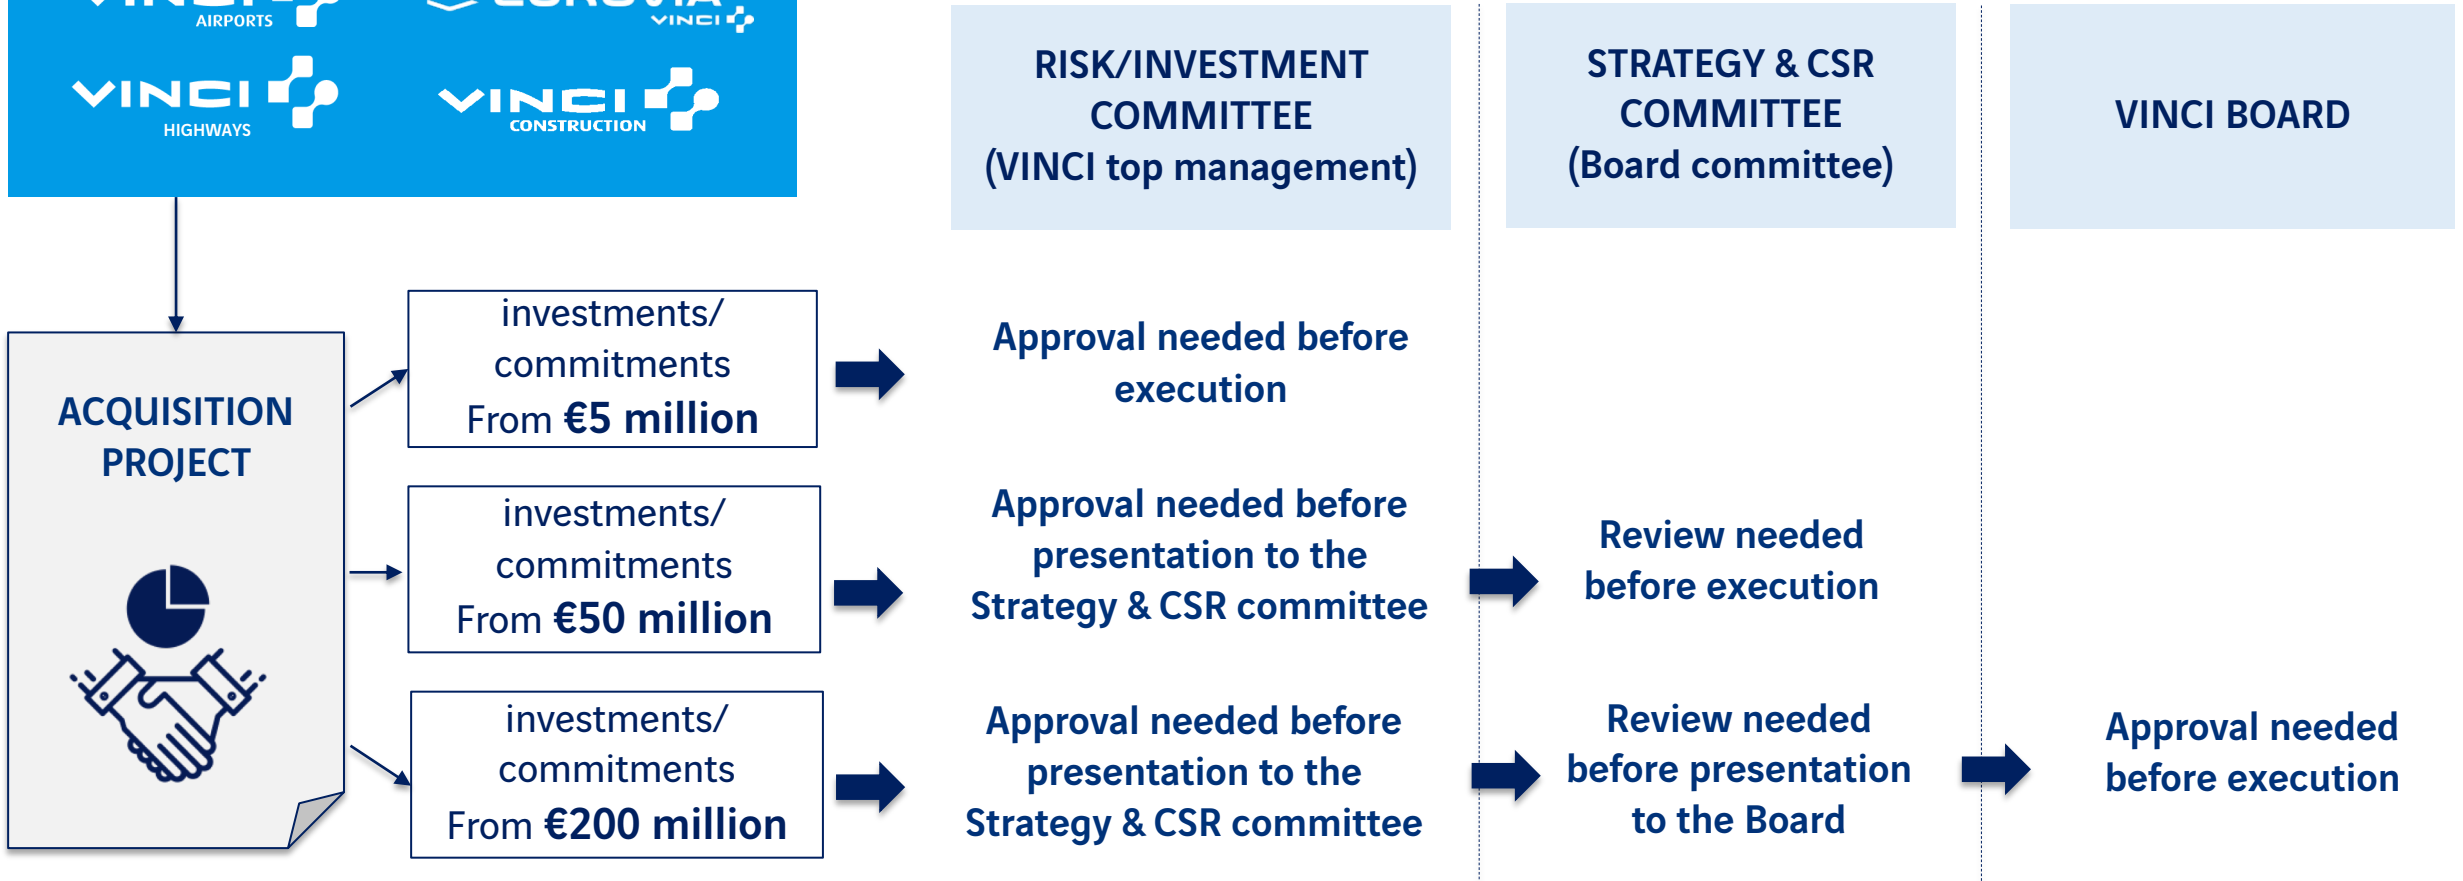 VINCI
AIRPORTS
EUROVIA
VINCI
VINCI
HIGHWAYS
VINCI
CONSTRUCTION
RISK/INVESTMENT
COMMITTEE
(VINCI top management)
STRATEGY & CSR
COMMITTEE
(Board committee)
VINCI BOARD
ACQUISITION
PROJECT
investments/
commitments
From €5 million
Approval needed before
execution
investments/
commitments
From €50 million
Approval needed before
presentation to the
Strategy & CSR committee
Review needed
before execution
investments/
commitments
From €200 million
Approval needed before
presentation to the
Strategy & CSR committee
Review needed
before presentation
to the Board
Approval needed
before execution